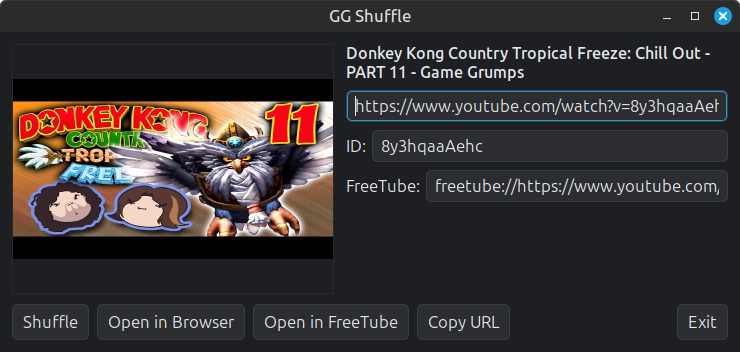 GG Shuffle
DONKEY KONG
COUNTR
TROP
FREE
11
Donkey Kong Country Tropical Freeze: Chill Out -
PART 11 - Game Grumps
https://www.youtube.com/watch?v=8y3hqaaAeh
ID: 8y3hqaaAehc
FreeTube: freetube://https://www.youtube.com/
Shuffle Open in Browser Open in FreeTube Copy URL Exit